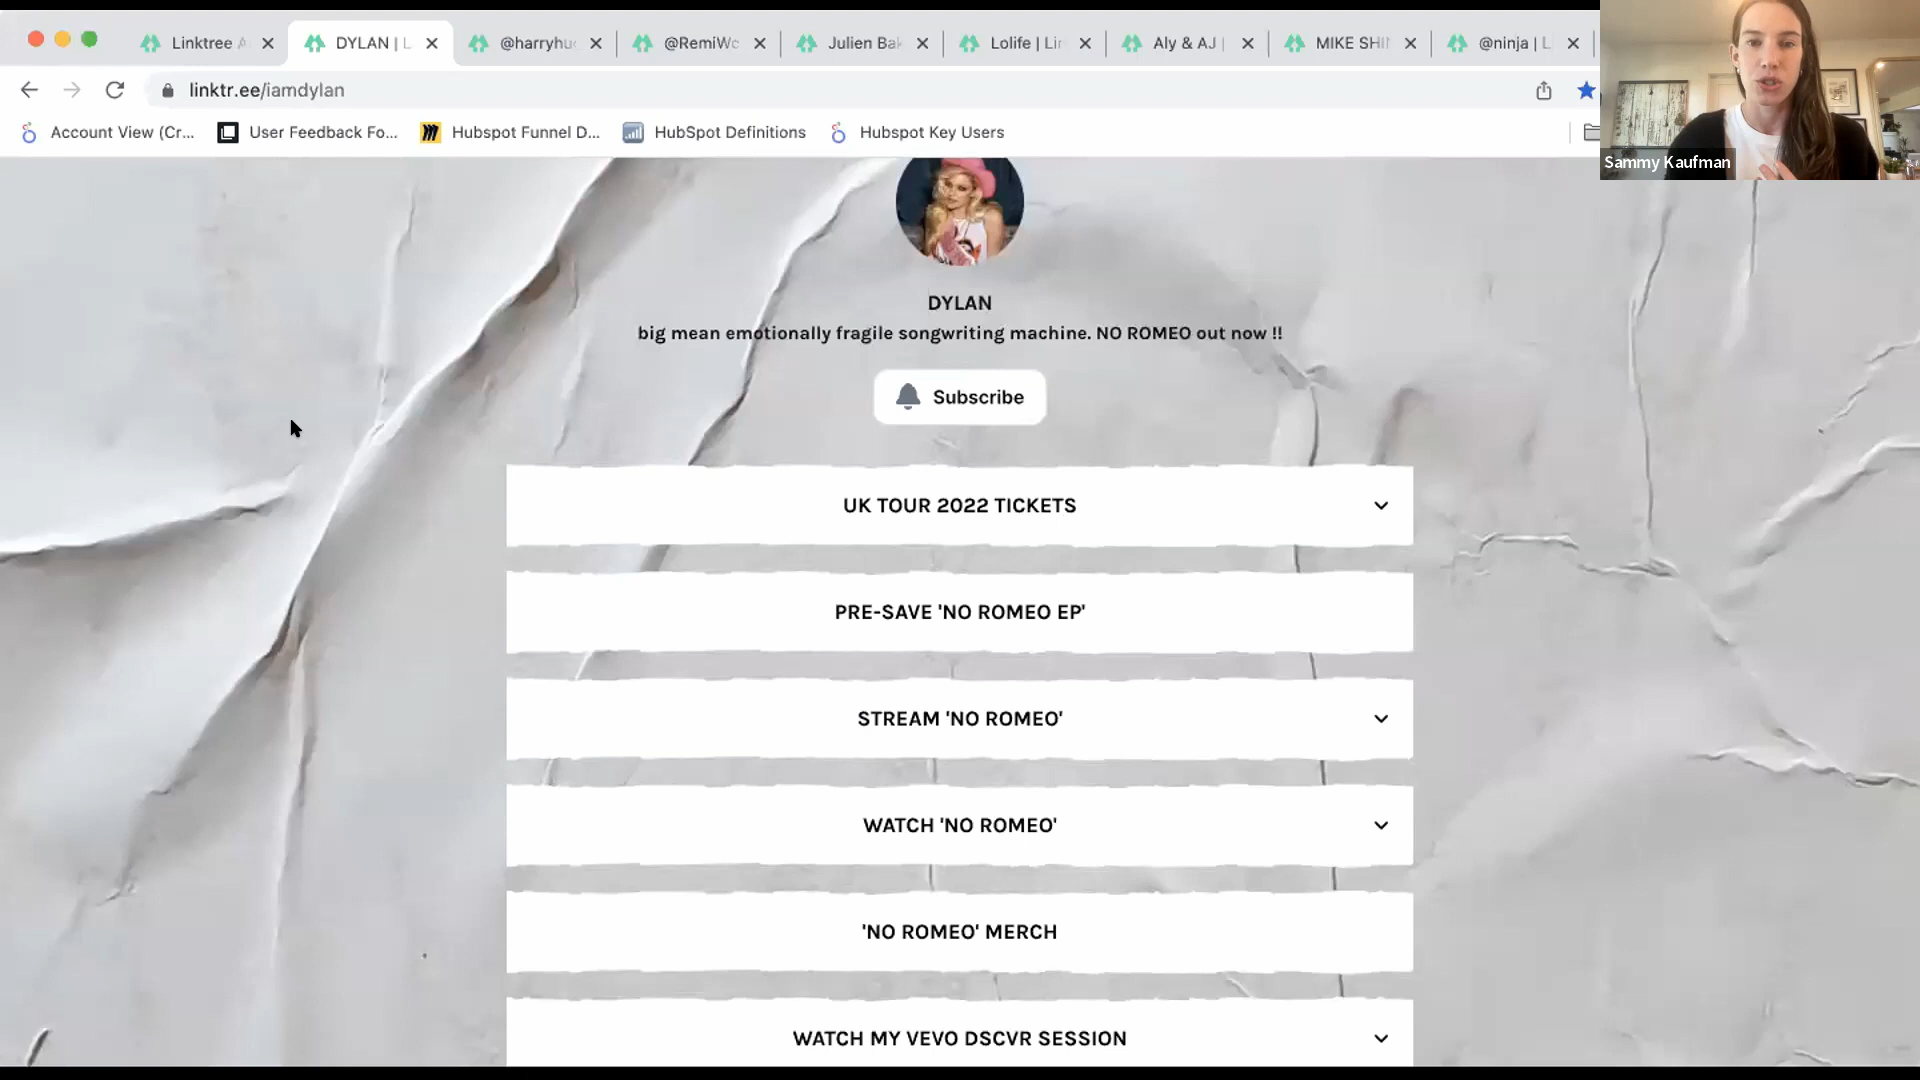 Linktree
DYLAN | L
@harryhu
@RemiWo
Julien Bak
Lolife | Lin
Aly & AJ |
MIKE SHI
@ninja | L
linktr.ee/iamdylan
Account View (Cr...
User Feedback Fo...
Hubspot Funnel D...
HubSpot Definitions
Hubspot Key Users
Sammy Kaufman
DYLAN
big mean emotionally fragile songwriting machine. NO ROMEO out now !!
Subscribe
UK TOUR 2022 TICKETS
PRE-SAVE 'NO ROMEO EP'
STREAM 'NO ROMEO'
WATCH 'NO ROMEO'
'NO ROMEO' MERCH
WATCH MY VEVO DSCVR SESSION